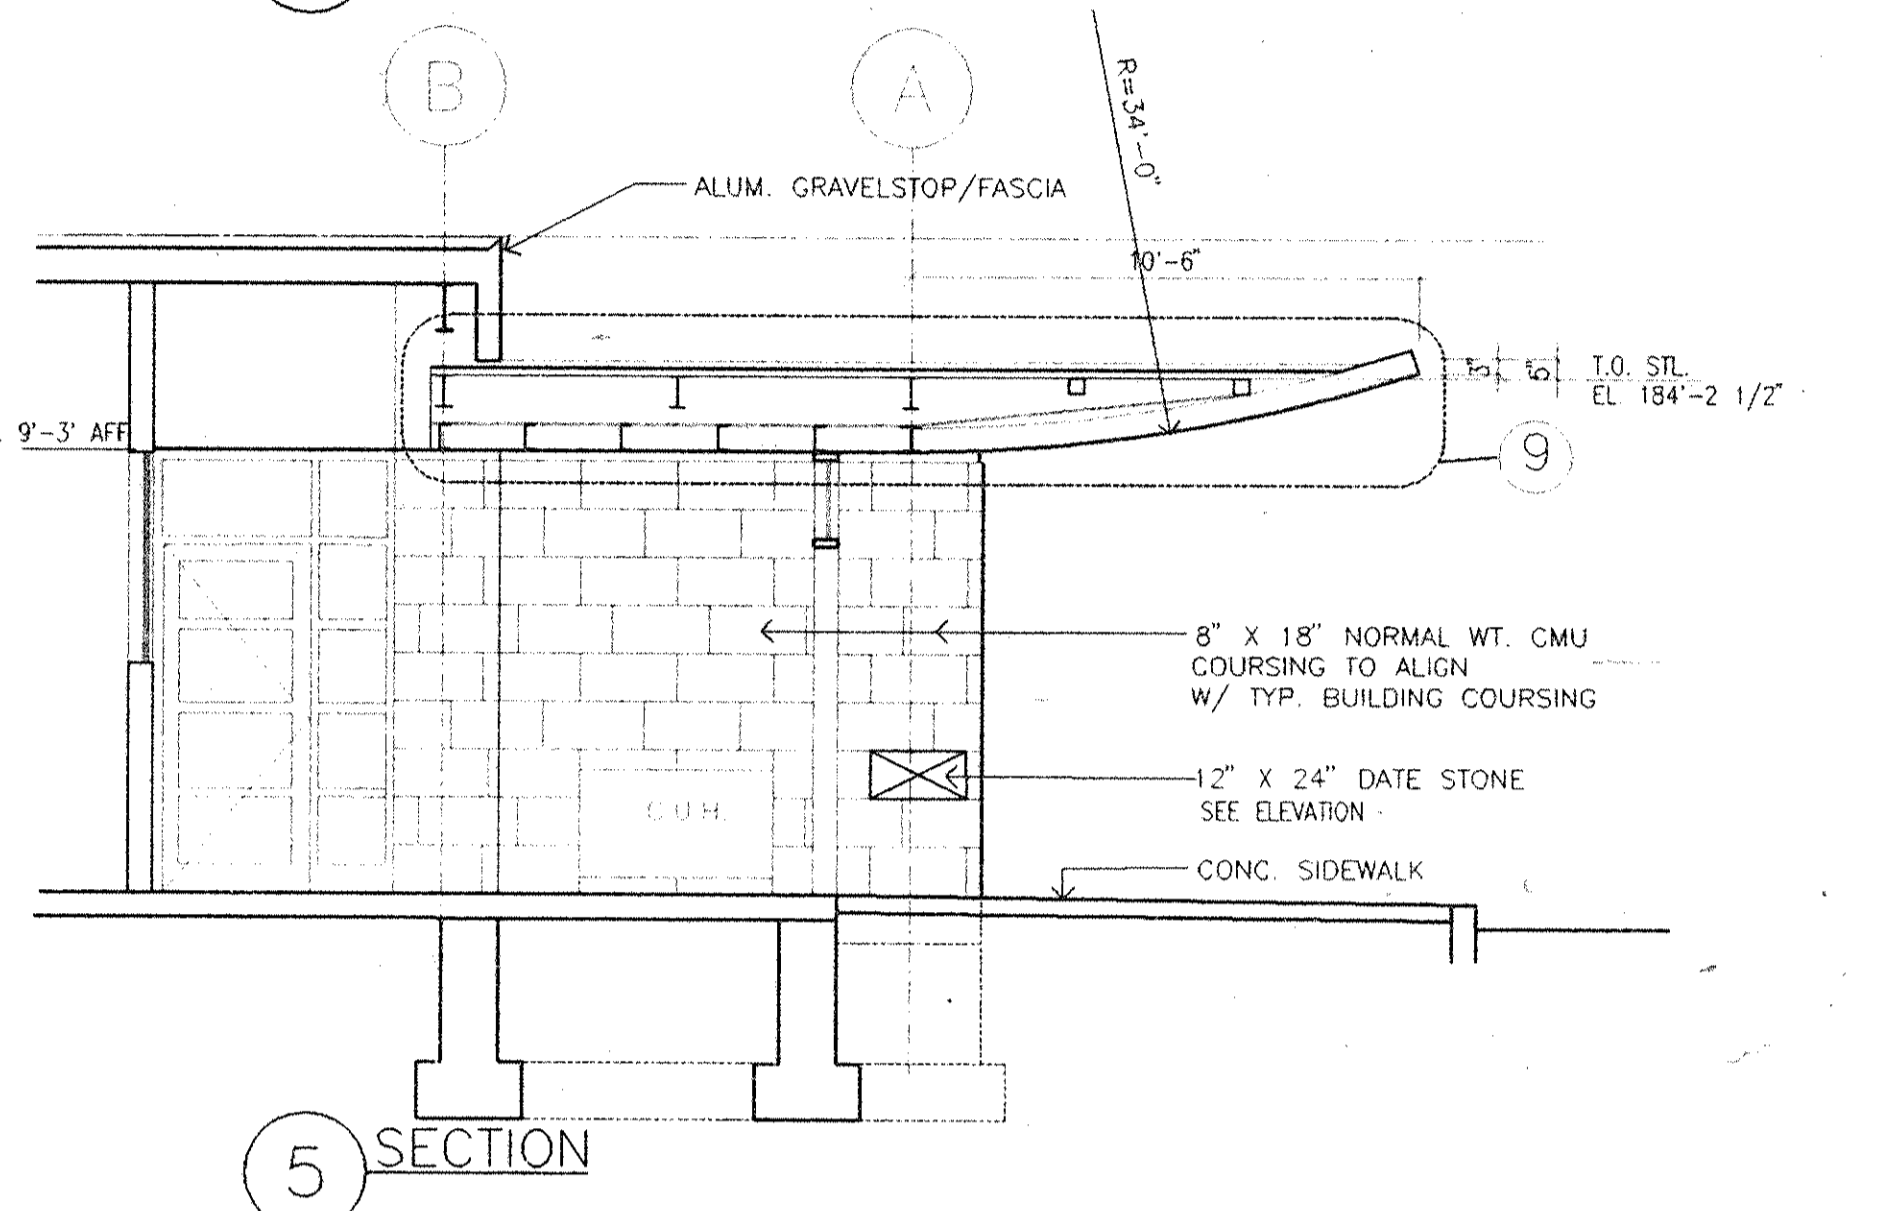 B
A
R=34'-0"
ALUM. GRAVELSTOP/FASCIA
10'-6"
T.O. STL.
EL. 184'-2 1/2"
9'-3' AFF
9
8" X 18" NORMAL WT. CMU
COURSING TO ALIGN
W/ TYP. BUILDING COURSING
12" X 24" DATE STONE
SEE ELEVATION
C.U.H.
CONC. SIDEWALK
5 SECTION